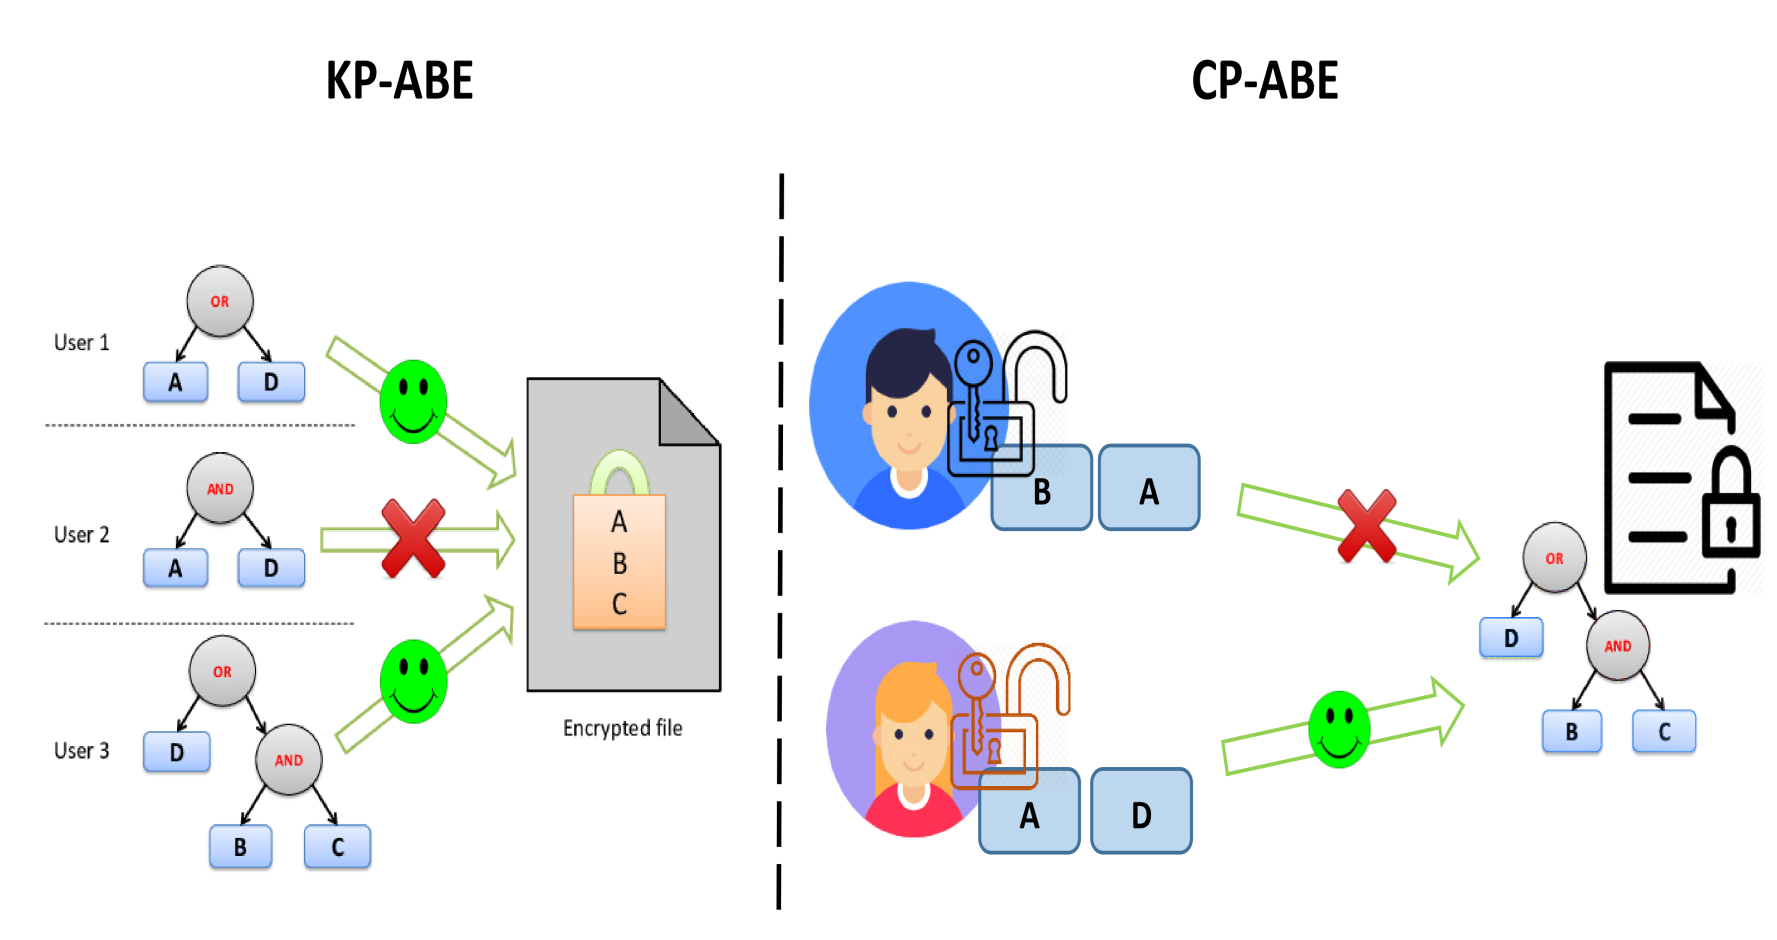 KP-ABE
User 1
OR
A D
User 2
AND
A D
User 3
OR
D
AND
B C
A
B
C
Encrypted file
CP-ABE
B A
A D
OR
D
AND
B C